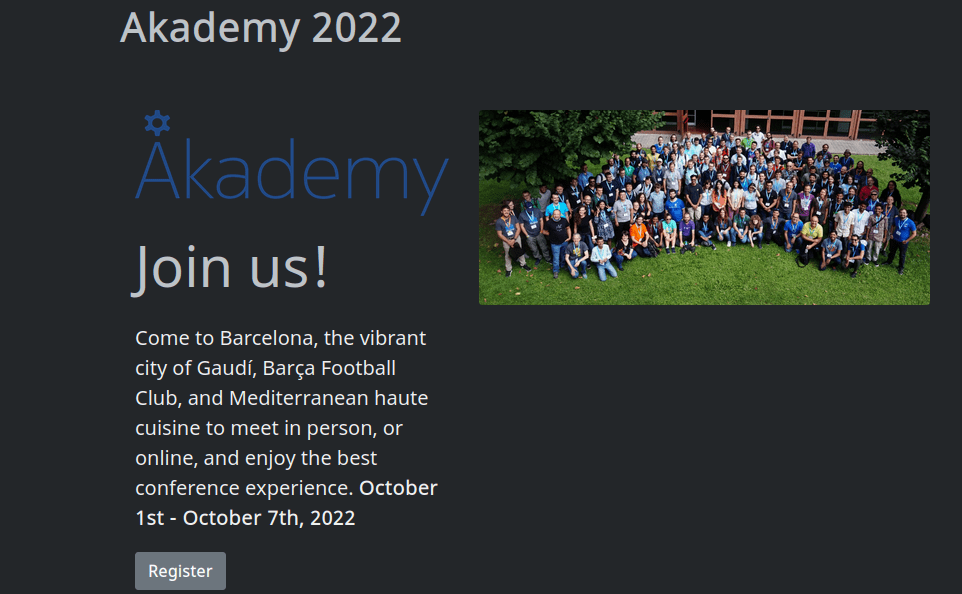 Akademy 2022
Akademy
Join us!
Come to Barcelona, the vibrant
city of Gaudí, Barça Football
Club, and Mediterranean haute
cuisine to meet in person, or
online, and enjoy the best
conference experience. October
1st - October 7th, 2022
Register